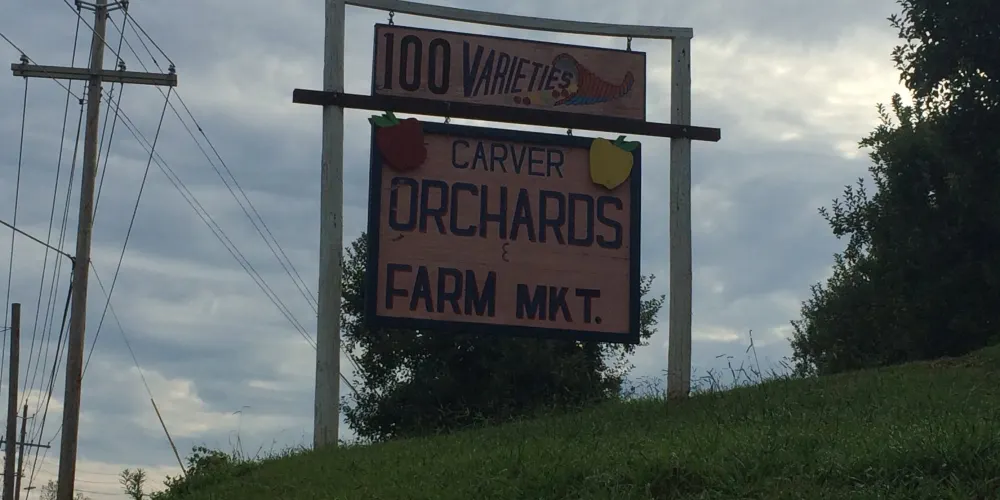 100 VARIETIES
CARVER
ORCHARDS
&
FARM MKT.